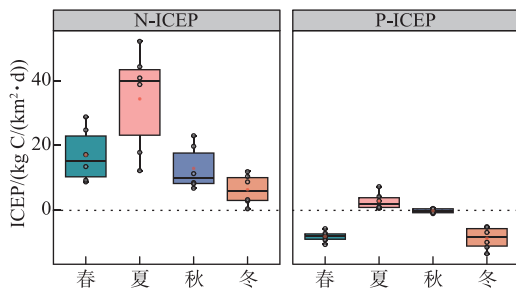 N-ICEP
P-ICEP
ICEP/(kg C/(km²·d))
40
20
0
春 夏 秋 冬
春 夏 秋 冬